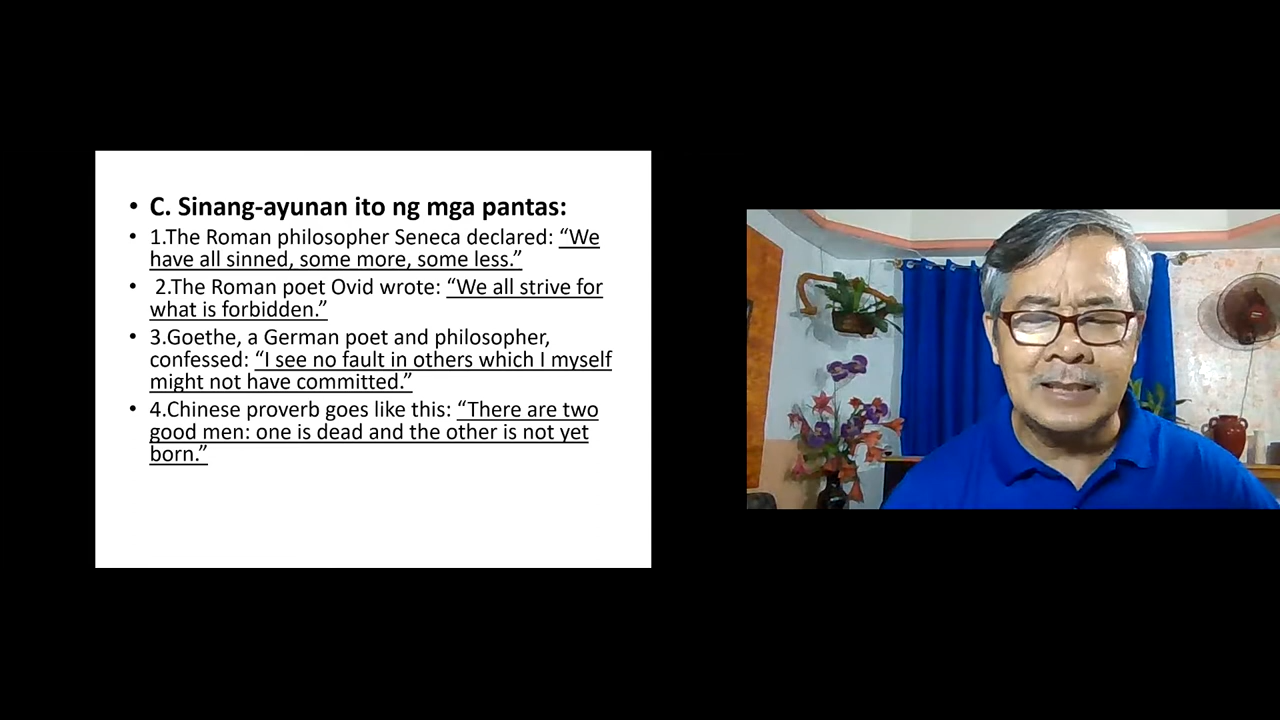 • C. Sinang-ayunan ito ng mga pantas:
• 1.The Roman philosopher Seneca declared: “We
have all sinned, some more, some less.”
• 2.The Roman poet Ovid wrote: “We all strive for
what is forbidden.”
• 3.Goethe, a German poet and philosopher,
confessed: “I see no fault in others which I myself
might not have committed.”
• 4.Chinese proverb goes like this: “There are two
good men: one is dead and the other is not yet
born.”